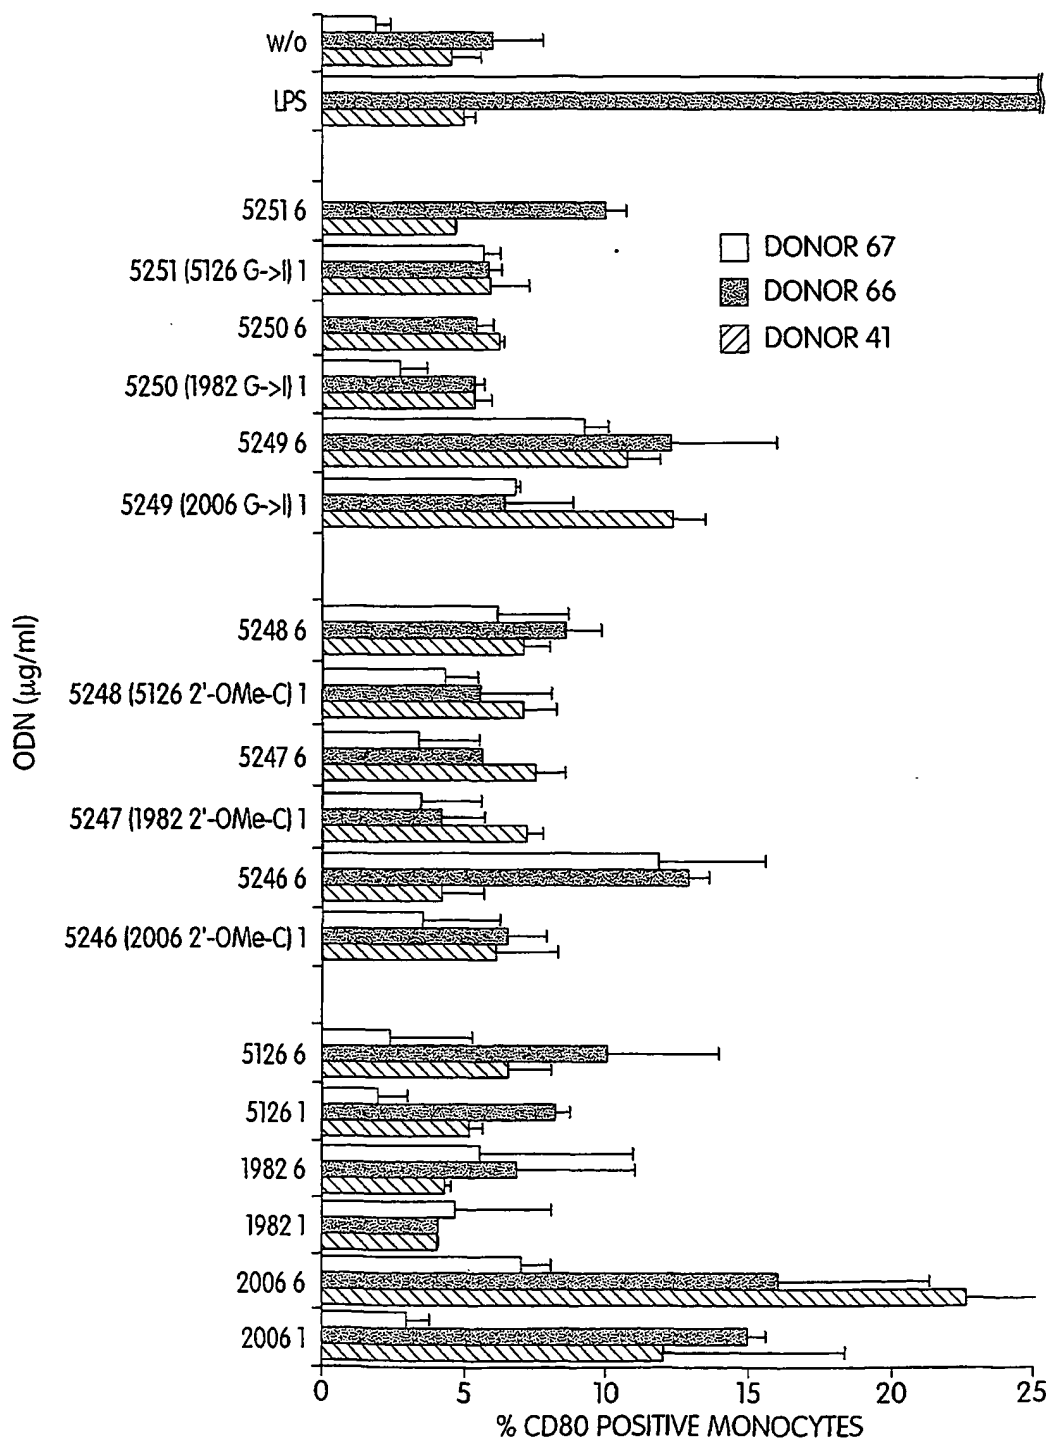 w/o
LPS
5251 6
5251 (5126 G->I) 1
5250 6
5250 (1982 G->I) 1
5249 6
5249 (2006 G->I) 1
5248 6
5248 (5126 2'-OMe-C) 1
5247 6
5247 (1982 2'-OMe-C) 1
5246 6
5246 (2006 2'-OMe-C) 1
5126 6
5126 1
1982 6
1982 1
2006 6
2006 1
ODN (µg/ml)
DONOR 67
DONOR 66
DONOR 41
0 5 10 15 20 25
% CD80 POSITIVE MONOCYTES